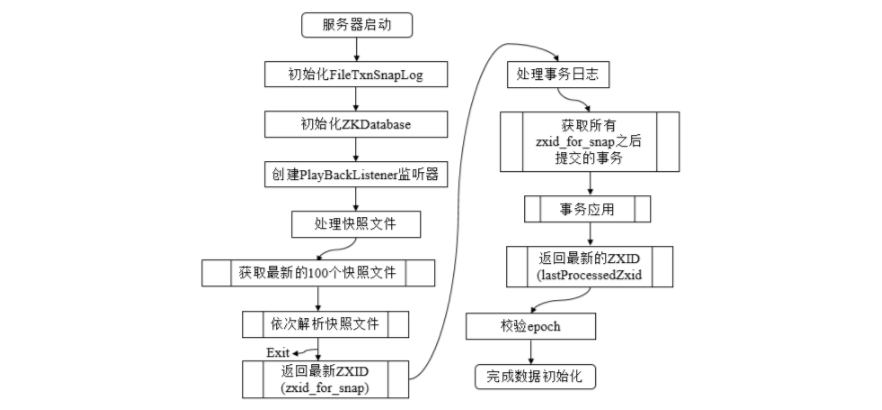 服务器启动
初始化FileTxnSnapLog
初始化ZKDatabase
创建PlayBackListener监听器
处理快照文件
获取最新的100个快照文件
依次解析快照文件
Exit
返回最新ZXID
(zxid_for_snap)
处理事务日志
获取所有
zxid_for_snap之后
提交的事务
事务应用
返回最新的ZXID
(lastProcessedZxid
校验epoch
完成数据初始化